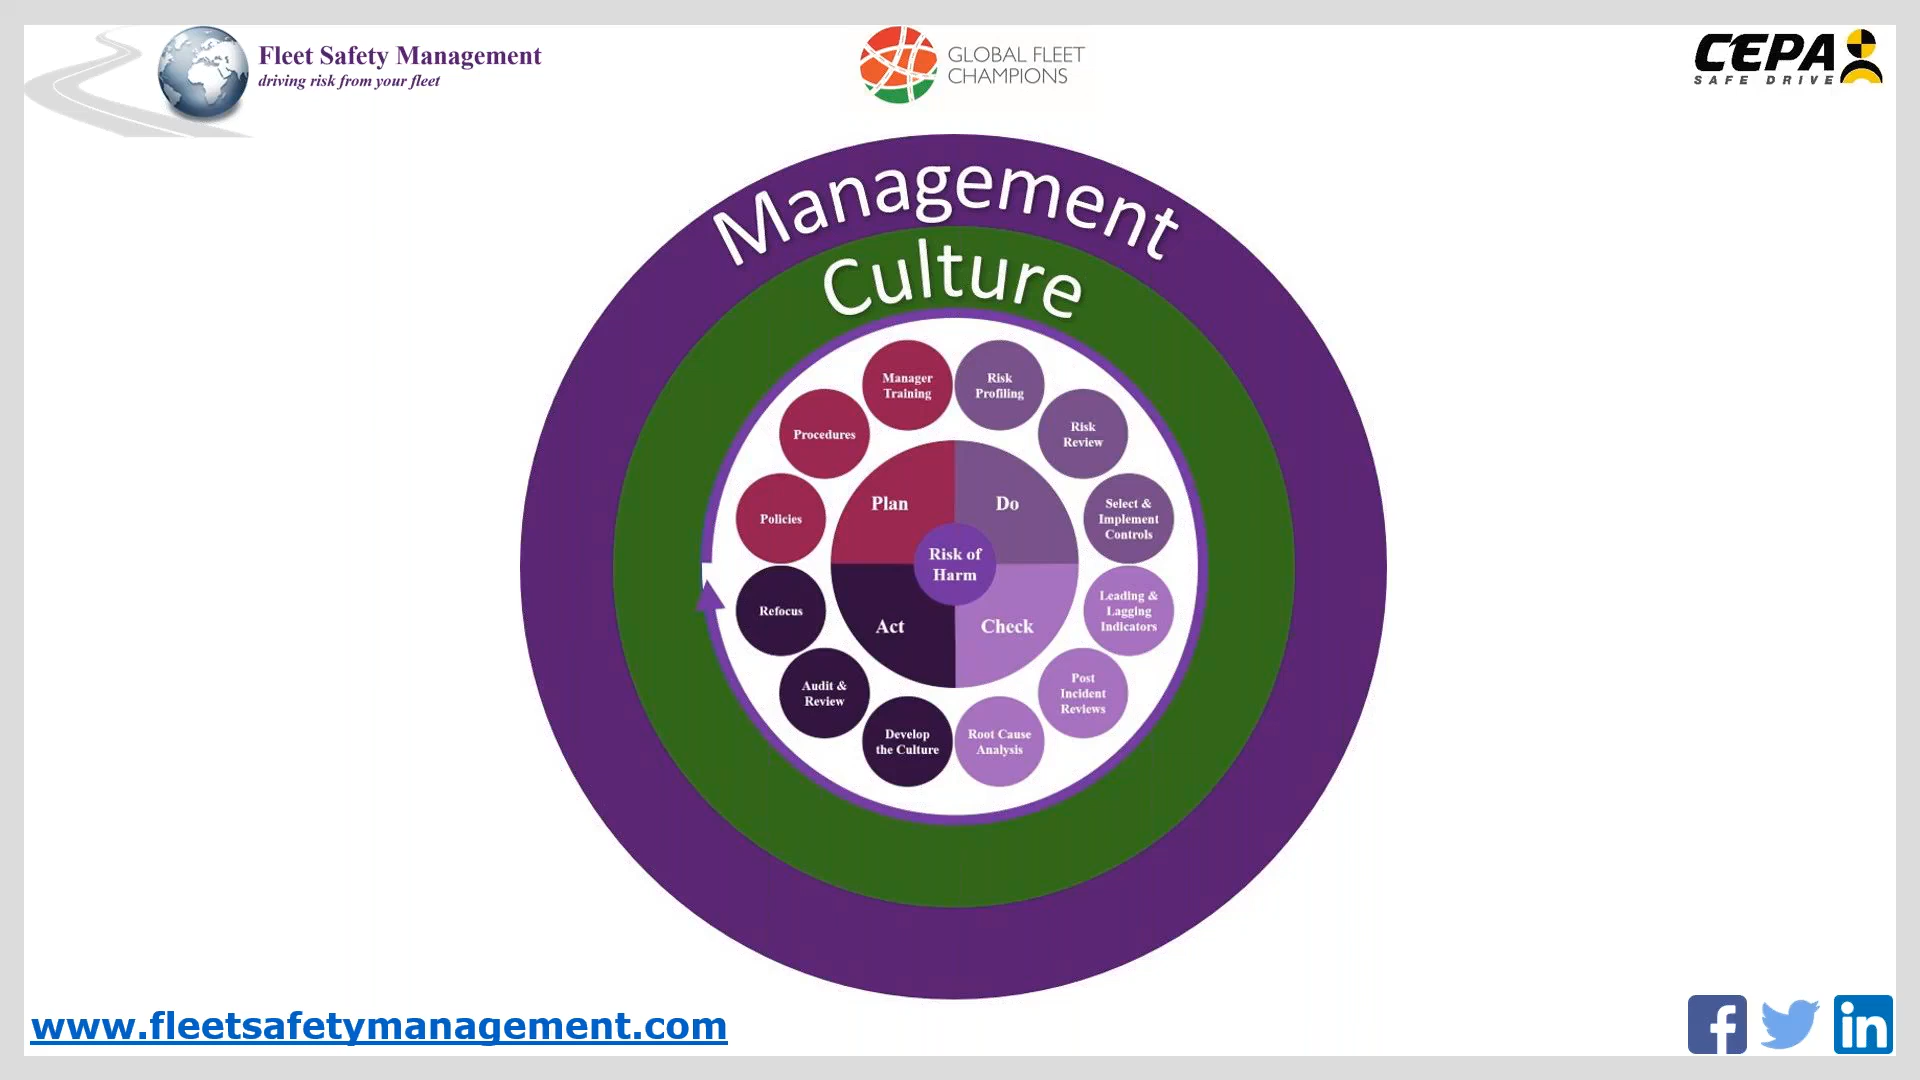 Fleet Safety Management
driving risk from your fleet
GLOBAL FLEET
CHAMPIONS
CEPA
SAFE DRIVE
Management
Culture
Manager
Training
Risk
Profiling
Procedures
Risk
Review
Policies
Select &
Implement
Controls
Plan
Do
Risk of
Harm
Act
Check
Refocus
Leading &
Lagging
Indicators
Audit &
Review
Post
Incident
Reviews
Develop
the Culture
Root Cause
Analysis
www.fleetsafetymanagement.com
f
in